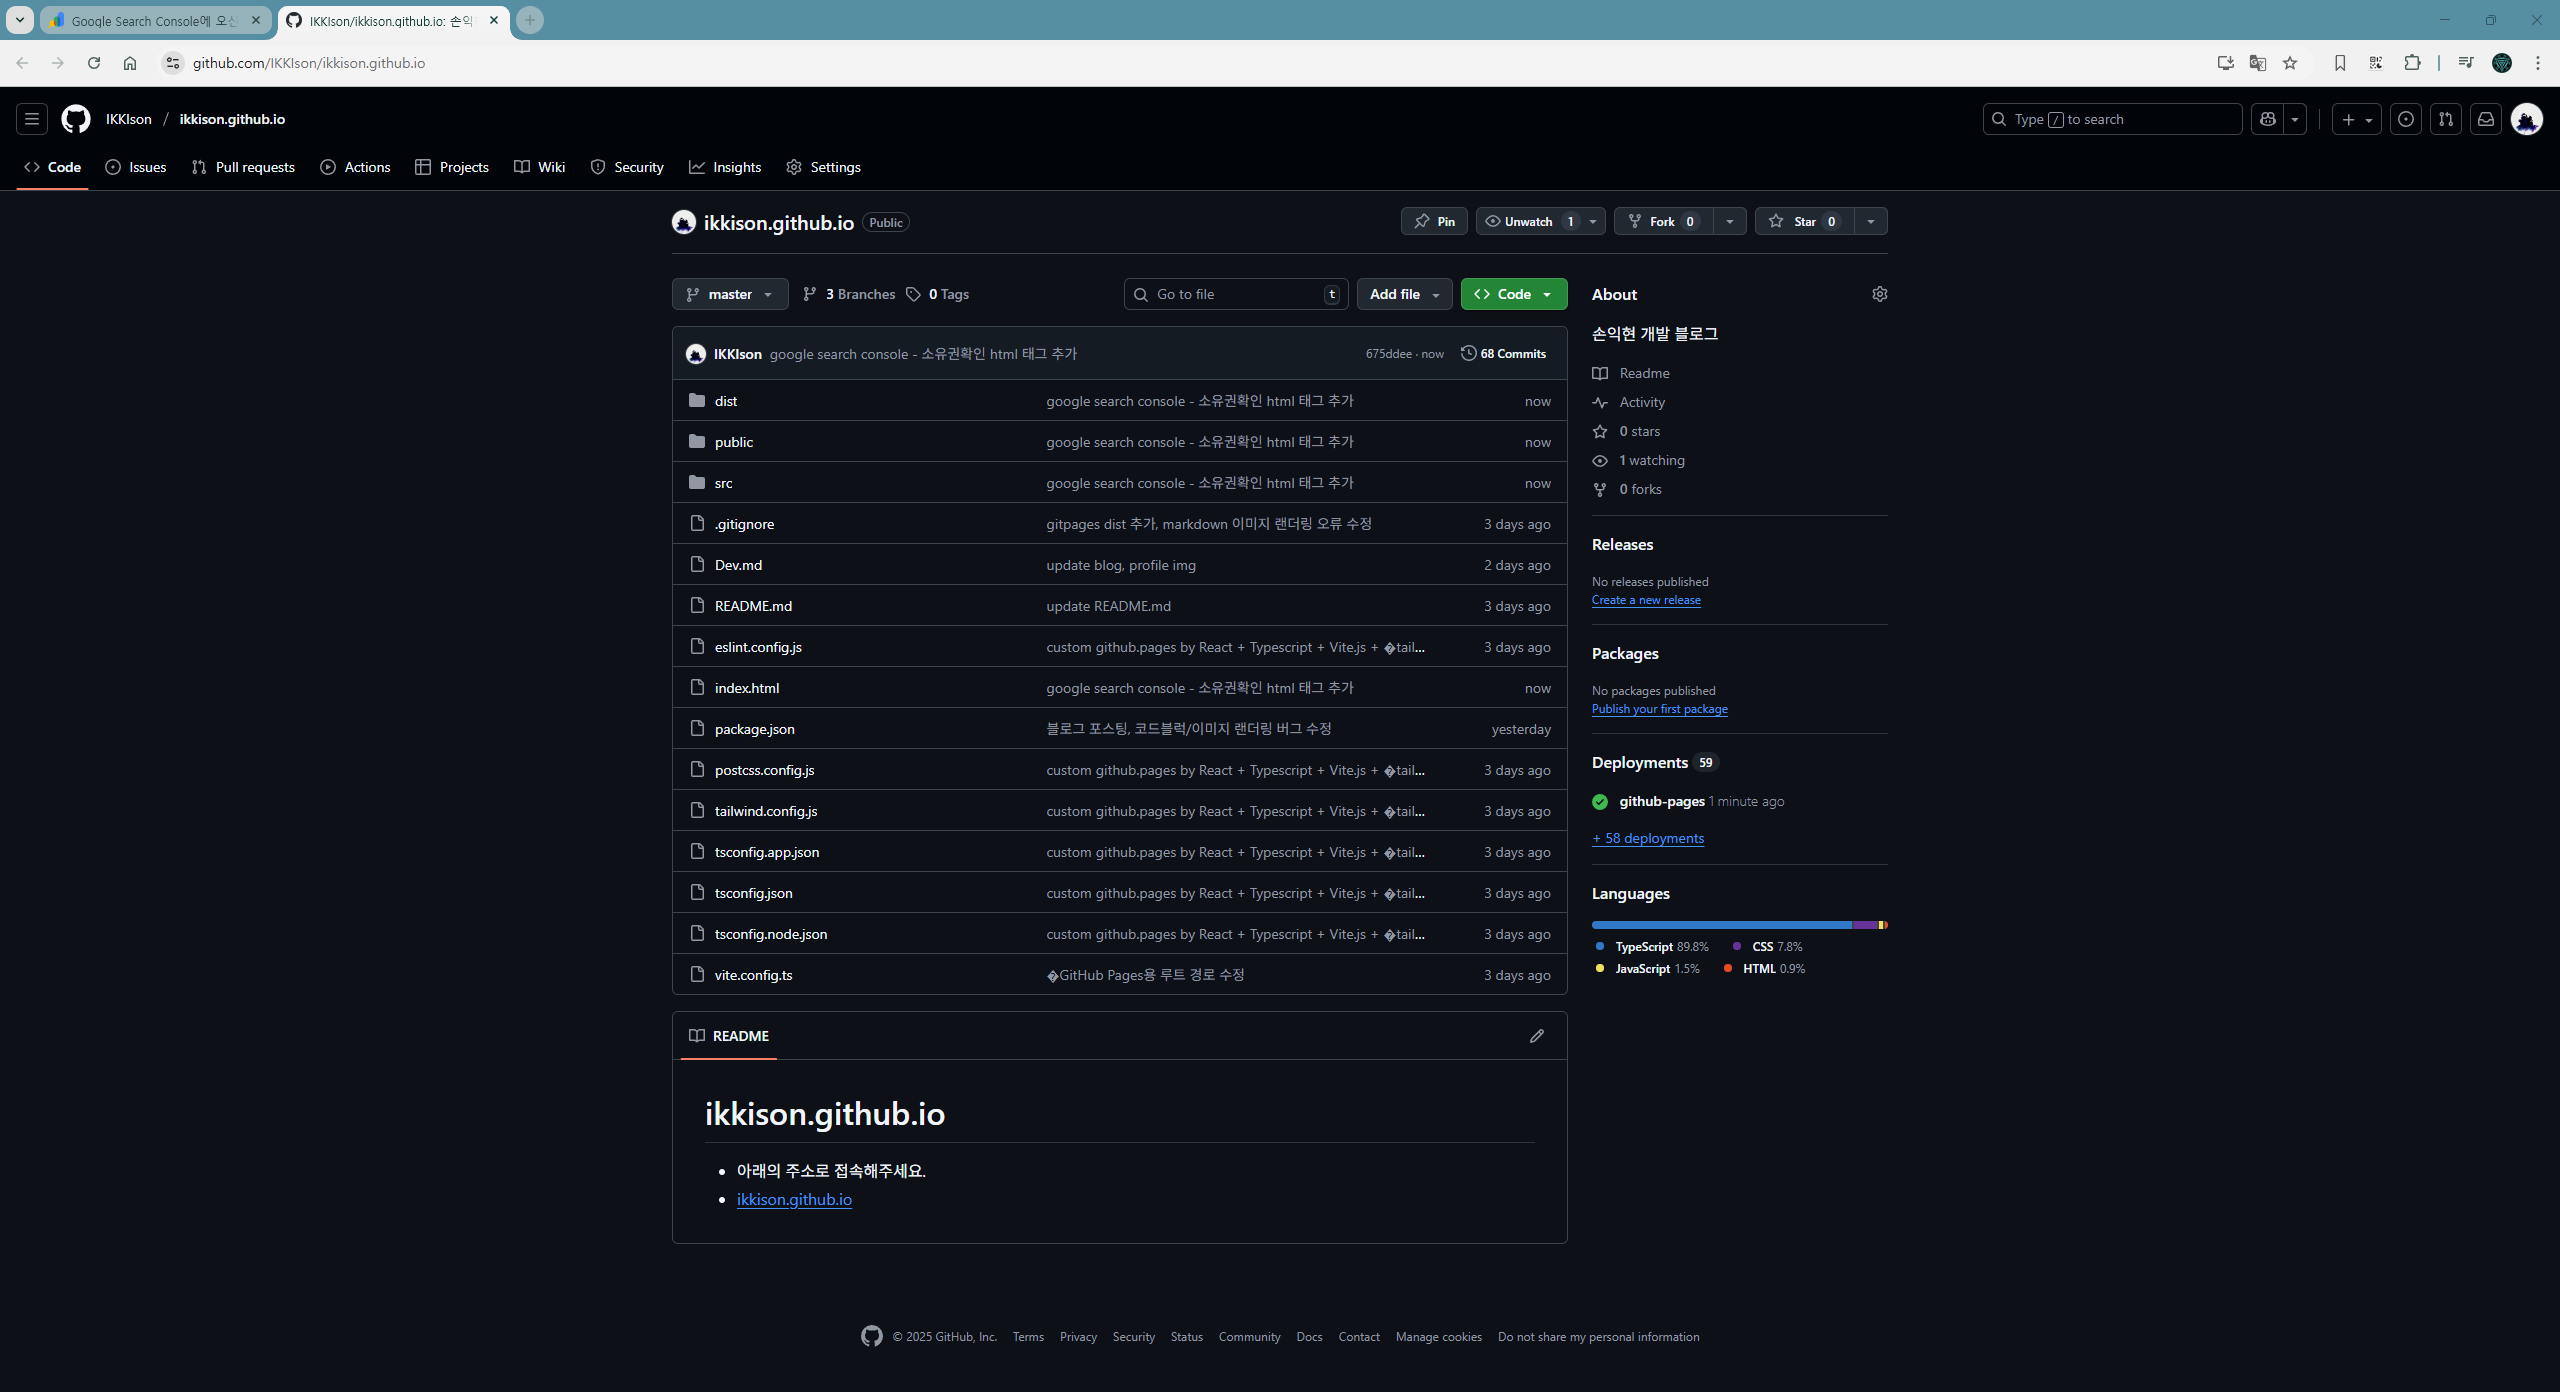 Google Search Console에 오신
IKKIson/ikkison.github.io: 손익
github.com/IKKIson/ikkison.github.io
IKKIson / ikkison.github.io
Type / to search
Code Issues Pull requests Actions Projects Wiki Security Insights Settings
ikkison.github.io Public
Pin Unwatch 1 Fork 0 Star 0
master 3 Branches 0 Tags Go to file t Add file Code
IKKIson google search console - 소유권확인 html 태그 추가 675ddee · now 68 Commits
dist google search console - 소유권확인 html 태그 추가 now
public google search console - 소유권확인 html 태그 추가 now
src google search console - 소유권확인 html 태그 추가 now
.gitignore gitpages dist 추가, markdown 이미지 랜더링 오류 수정 3 days ago
Dev.md update blog, profile img 2 days ago
README.md update README.md 3 days ago
eslint.config.js custom github.pages by React + Typescript + Vite.js + �tail... 3 days ago
index.html google search console - 소유권확인 html 태그 추가 now
package.json 블로그 포스팅, 코드블럭/이미지 랜더링 버그 수정 yesterday
postcss.config.js custom github.pages by React + Typescript + Vite.js + �tail... 3 days ago
tailwind.config.js custom github.pages by React + Typescript + Vite.js + �tail... 3 days ago
tsconfig.app.json custom github.pages by React + Typescript + Vite.js + �tail... 3 days ago
tsconfig.json custom github.pages by React + Typescript + Vite.js + �tail... 3 days ago
tsconfig.node.json custom github.pages by React + Typescript + Vite.js + �tail... 3 days ago
vite.config.ts �GitHub Pages용 루트 경로 수정 3 days ago
README
ikkison.github.io
아래의 주소로 접속해주세요.
ikkison.github.io
About
손익현 개발 블로그
Readme
Activity
0 stars
1 watching
0 forks
Releases
No releases published
Create a new release
Packages
No packages published
Publish your first package
Deployments 59
github-pages 1 minute ago
+ 58 deployments
Languages
TypeScript 89.8% CSS 7.8%
JavaScript 1.5% HTML 0.9%
© 2025 GitHub, Inc. Terms Privacy Security Status Community Docs Contact Manage cookies Do not share my personal information